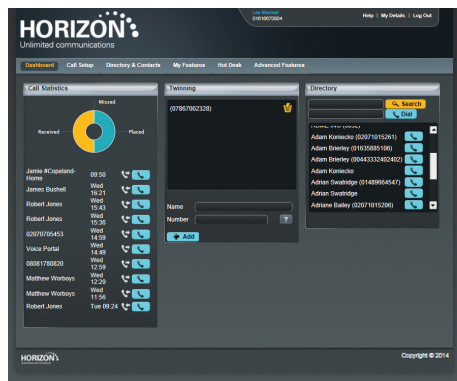 HORIZON
Unlimited communications
01616670804
Help | My Details | Log Out
Dashboard Call Setup Directory & Contacts My Features Hot Desk Advanced Features
Call Statistics
Missed
Received
Placed
Jamie #Copeland-Home 09:50
James Bushell Wed 16:21
Robert Jones Wed 15:43
Robert Jones Wed 15:36
02070705453 Wed 14:59
Voice Portal Wed 14:49
08081780820 Wed 12:59
Matthew Worboys Wed 12:29
Matthew Worboys Wed 11:56
Robert Jones Tue 09:24
Twinning
(07867002328)
Name
Number
?
Add
Directory
Search
Dial
Adam Koniecko (02071015261)
Adam Brierley (01635885106)
Adam Brierley (00443332402402)
Adam Koniecko
Adrian Swatridge (01489664547)
Adrian Swatridge
Adriane Bailey (02071015206)
HORIZON
Copyright © 2014